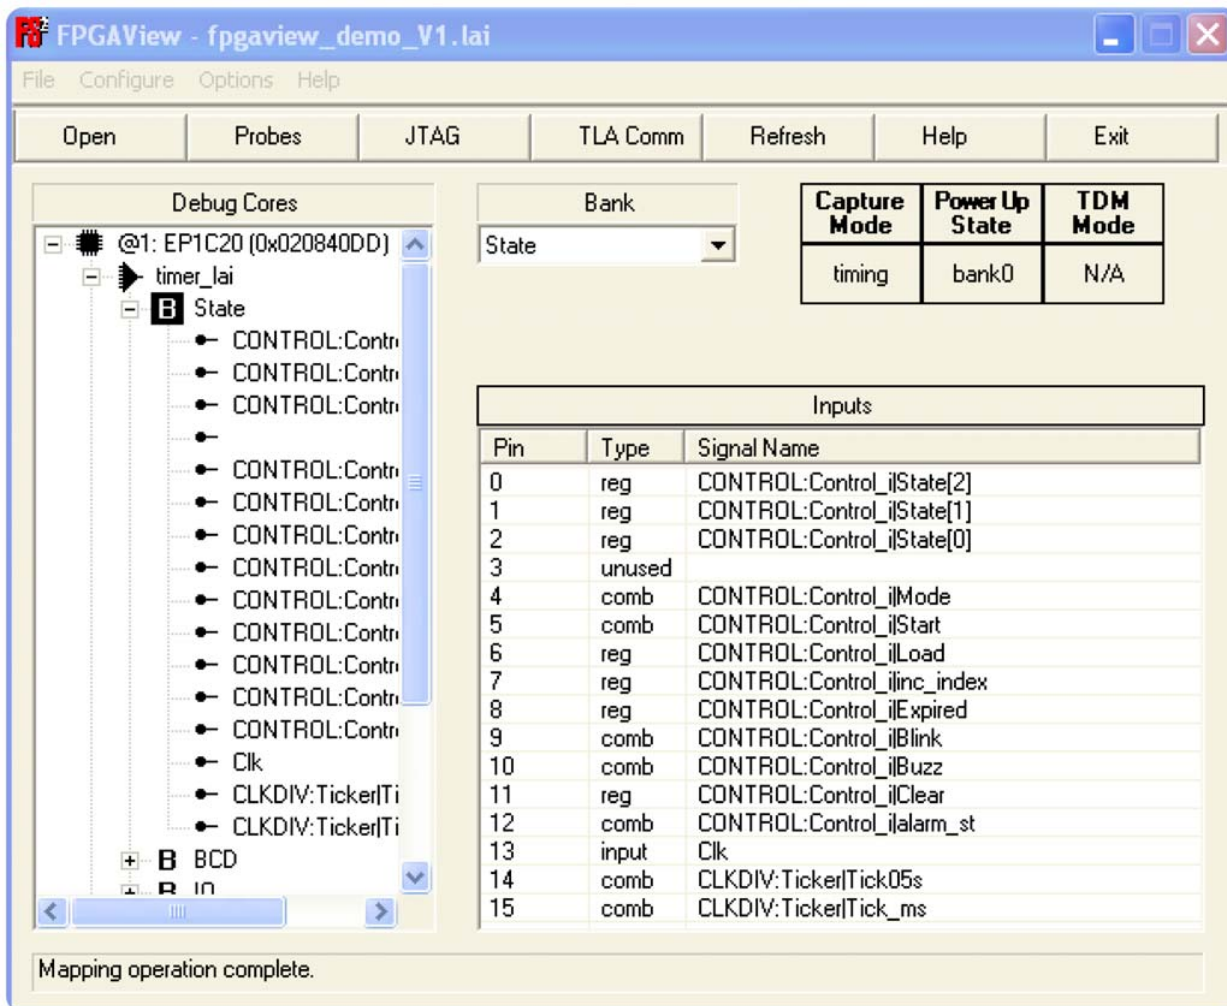 FPGAView - fpgaview_demo_V1.lai
File Configure Options Help
Open Probes JTAG TLA Comm Refresh Help Exit
Debug Cores
@1: EP1C20 (0x020840DD)
timer_lai
B State
CONTROL:Contr
CONTROL:Contr
CONTROL:Contr
CONTROL:Contr
CONTROL:Contr
CONTROL:Contr
CONTROL:Contr
CONTROL:Contr
CONTROL:Contr
CONTROL:Contr
CONTROL:Contr
CONTROL:Contr
Clk
CLKDIV:Ticker|Ti
CLKDIV:Ticker|Ti
B BCD
B IO
Bank
State
Capture Mode Power Up State TDM Mode
timing bank0 N/A
Inputs
Pin Type Signal Name
0 reg CONTROL:Control_i|State[2]
1 reg CONTROL:Control_i|State[1]
2 reg CONTROL:Control_i|State[0]
3 unused
4 comb CONTROL:Control_i|Mode
5 comb CONTROL:Control_i|Start
6 reg CONTROL:Control_i|Load
7 reg CONTROL:Control_i|inc_index
8 reg CONTROL:Control_i|Expired
9 comb CONTROL:Control_i|Blink
10 comb CONTROL:Control_i|Buzz
11 reg CONTROL:Control_i|Clear
12 comb CONTROL:Control_i|alarm_st
13 input Clk
14 comb CLKDIV:Ticker|Tick05s
15 comb CLKDIV:Ticker|Tick_ms
Mapping operation complete.